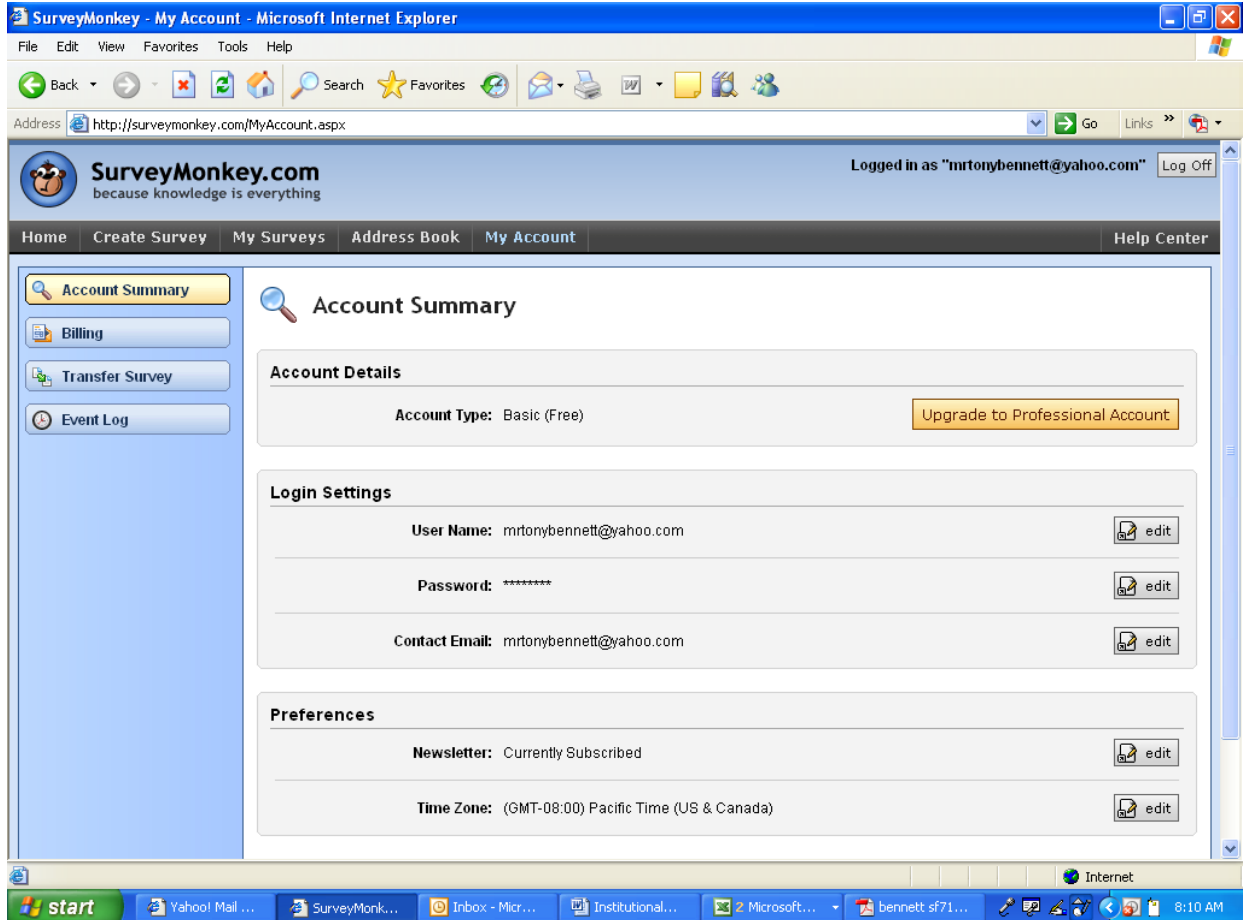 SurveyMonkey - My Account - Microsoft Internet Explorer
File Edit View Favorites Tools Help
Back Search Favorites
Address http://surveymonkey.com/MyAccount.aspx Go Links »
SurveyMonkey.com Logged in as "mrtonybennett@yahoo.com" Log Off
because knowledge is everything
Home Create Survey My Surveys Address Book My Account Help Center
Account Summary
Billing
Transfer Survey
Event Log
Account Summary
Account Details
Account Type: Basic (Free) Upgrade to Professional Account
Login Settings
User Name: mrtonybennett@yahoo.com edit
Password: ******** edit
Contact Email: mrtonybennett@yahoo.com edit
Preferences
Newsletter: Currently Subscribed edit
Time Zone: (GMT-08:00) Pacific Time (US & Canada) edit
Internet
start Yahoo! Mail ... SurveyMonk... Inbox - Micr... Institutional... 2 Microsoft... bennett sf71... 8:10 AM